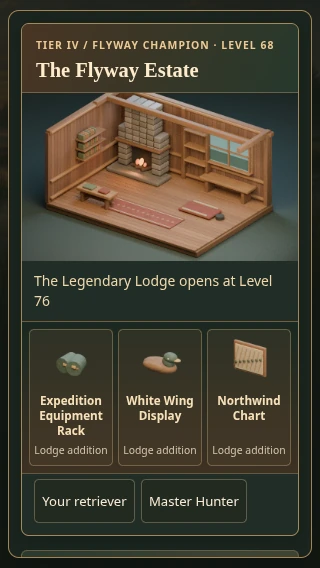 TIER IV / FLYWAY CHAMPION · LEVEL 68
The Flyway Estate
The Legendary Lodge opens at Level
76
Expedition
Equipment
Rack
Lodge addition
White Wing
Display
Lodge addition
Northwind
Chart
Lodge addition
Your retriever
Master Hunter